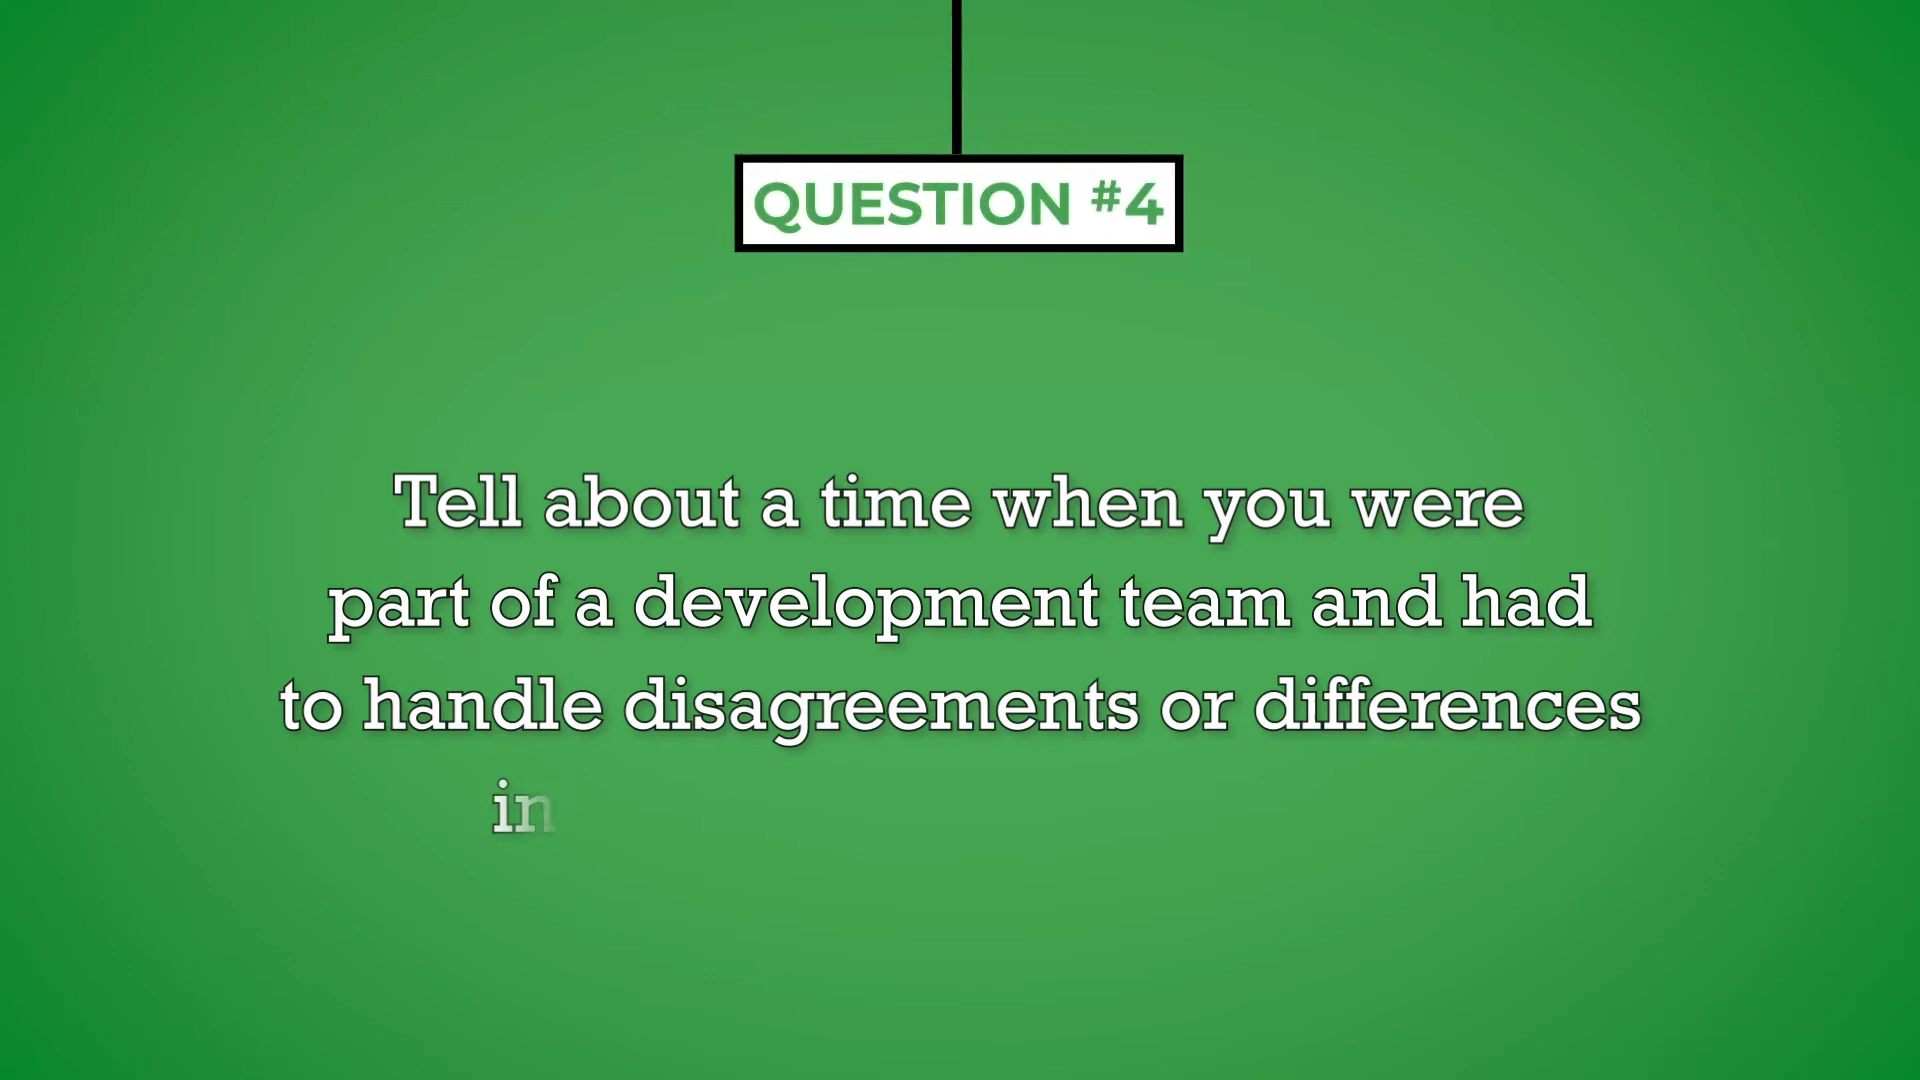 QUESTION #4
Tell about a time when you were
part of a development team and had
to handle disagreements or differences
in